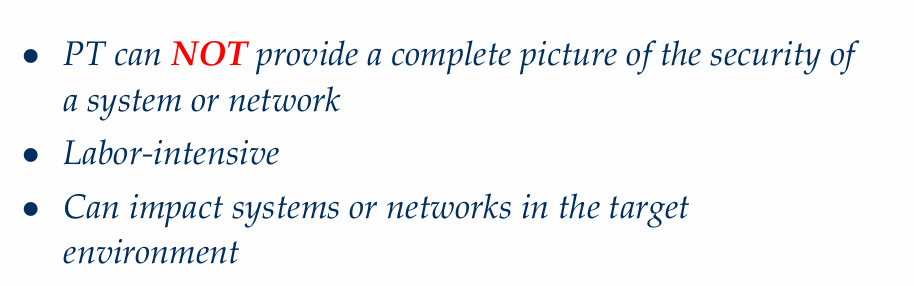 • PT can NOT provide a complete picture of the security of
a system or network
• Labor-intensive
• Can impact systems or networks in the target
environment